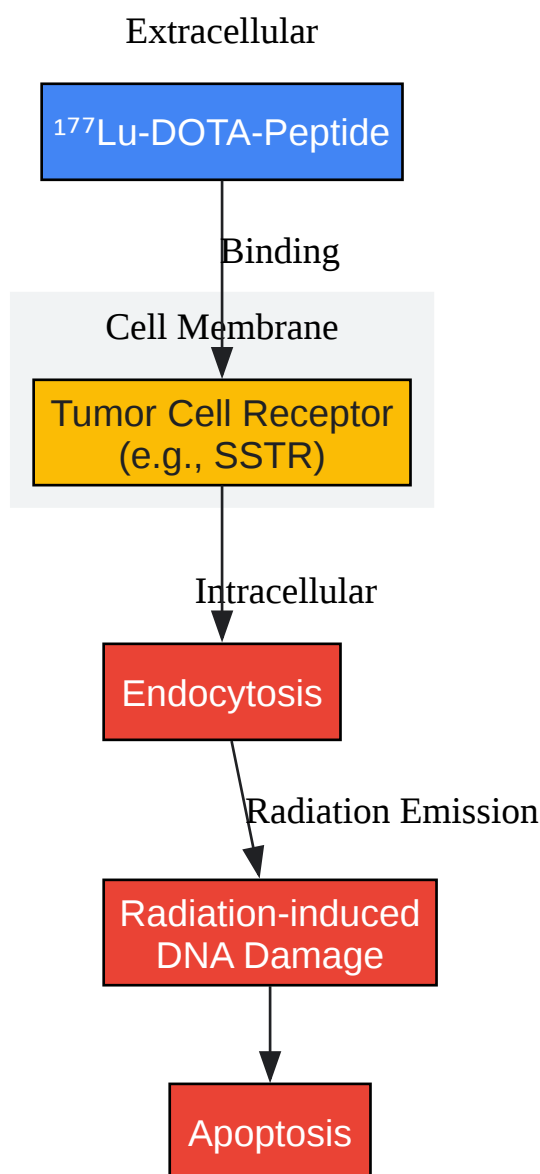 Extracellular
¹⁷⁷Lu-DOTA-Peptide
Binding
Cell Membrane
Tumor Cell Receptor
(e.g., SSTR)
Intracellular
Endocytosis
Radiation Emission
Radiation-induced
DNA Damage
Apoptosis